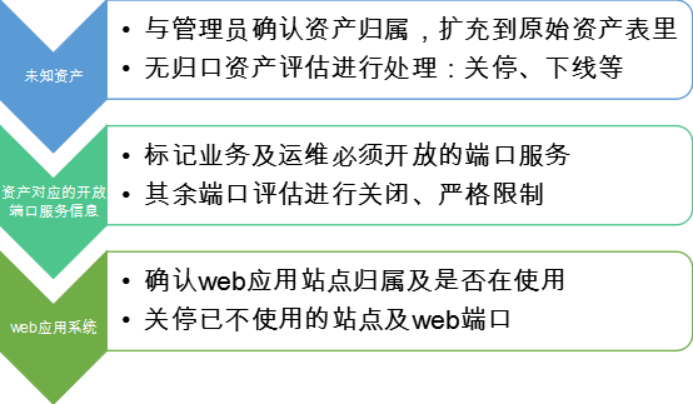 未知资产
• 与管理员确认资产归属，扩充到原始资产表里
• 无归口资产评估进行处理：关停、下线等
资产对应的开放
端口服务信息
• 标记业务及运维必须开放的端口服务
• 其余端口评估进行关闭、严格限制
web应用系统
• 确认web应用站点归属及是否在使用
• 关停已不使用的站点及web端口